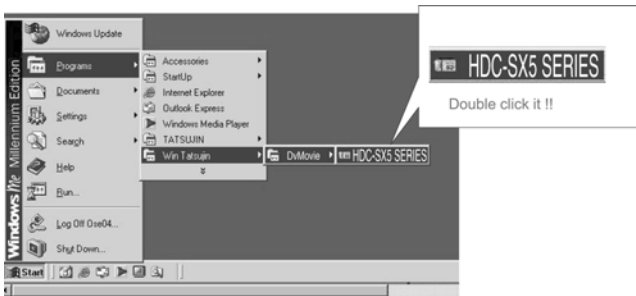 Windows Me Millennium Edition
Windows Update
Programs
Documents
Settings
Search
Help
Run...
Log Off Ose04...
Shut Down...
Accessories
StartUp
Internet Explorer
Outlook Express
Windows Media Player
TATSUJIN
Win Tatsujin
DvMovie
HDC-SX5 SERIES
HDC-SX5 SERIES
Double click it !!
Start